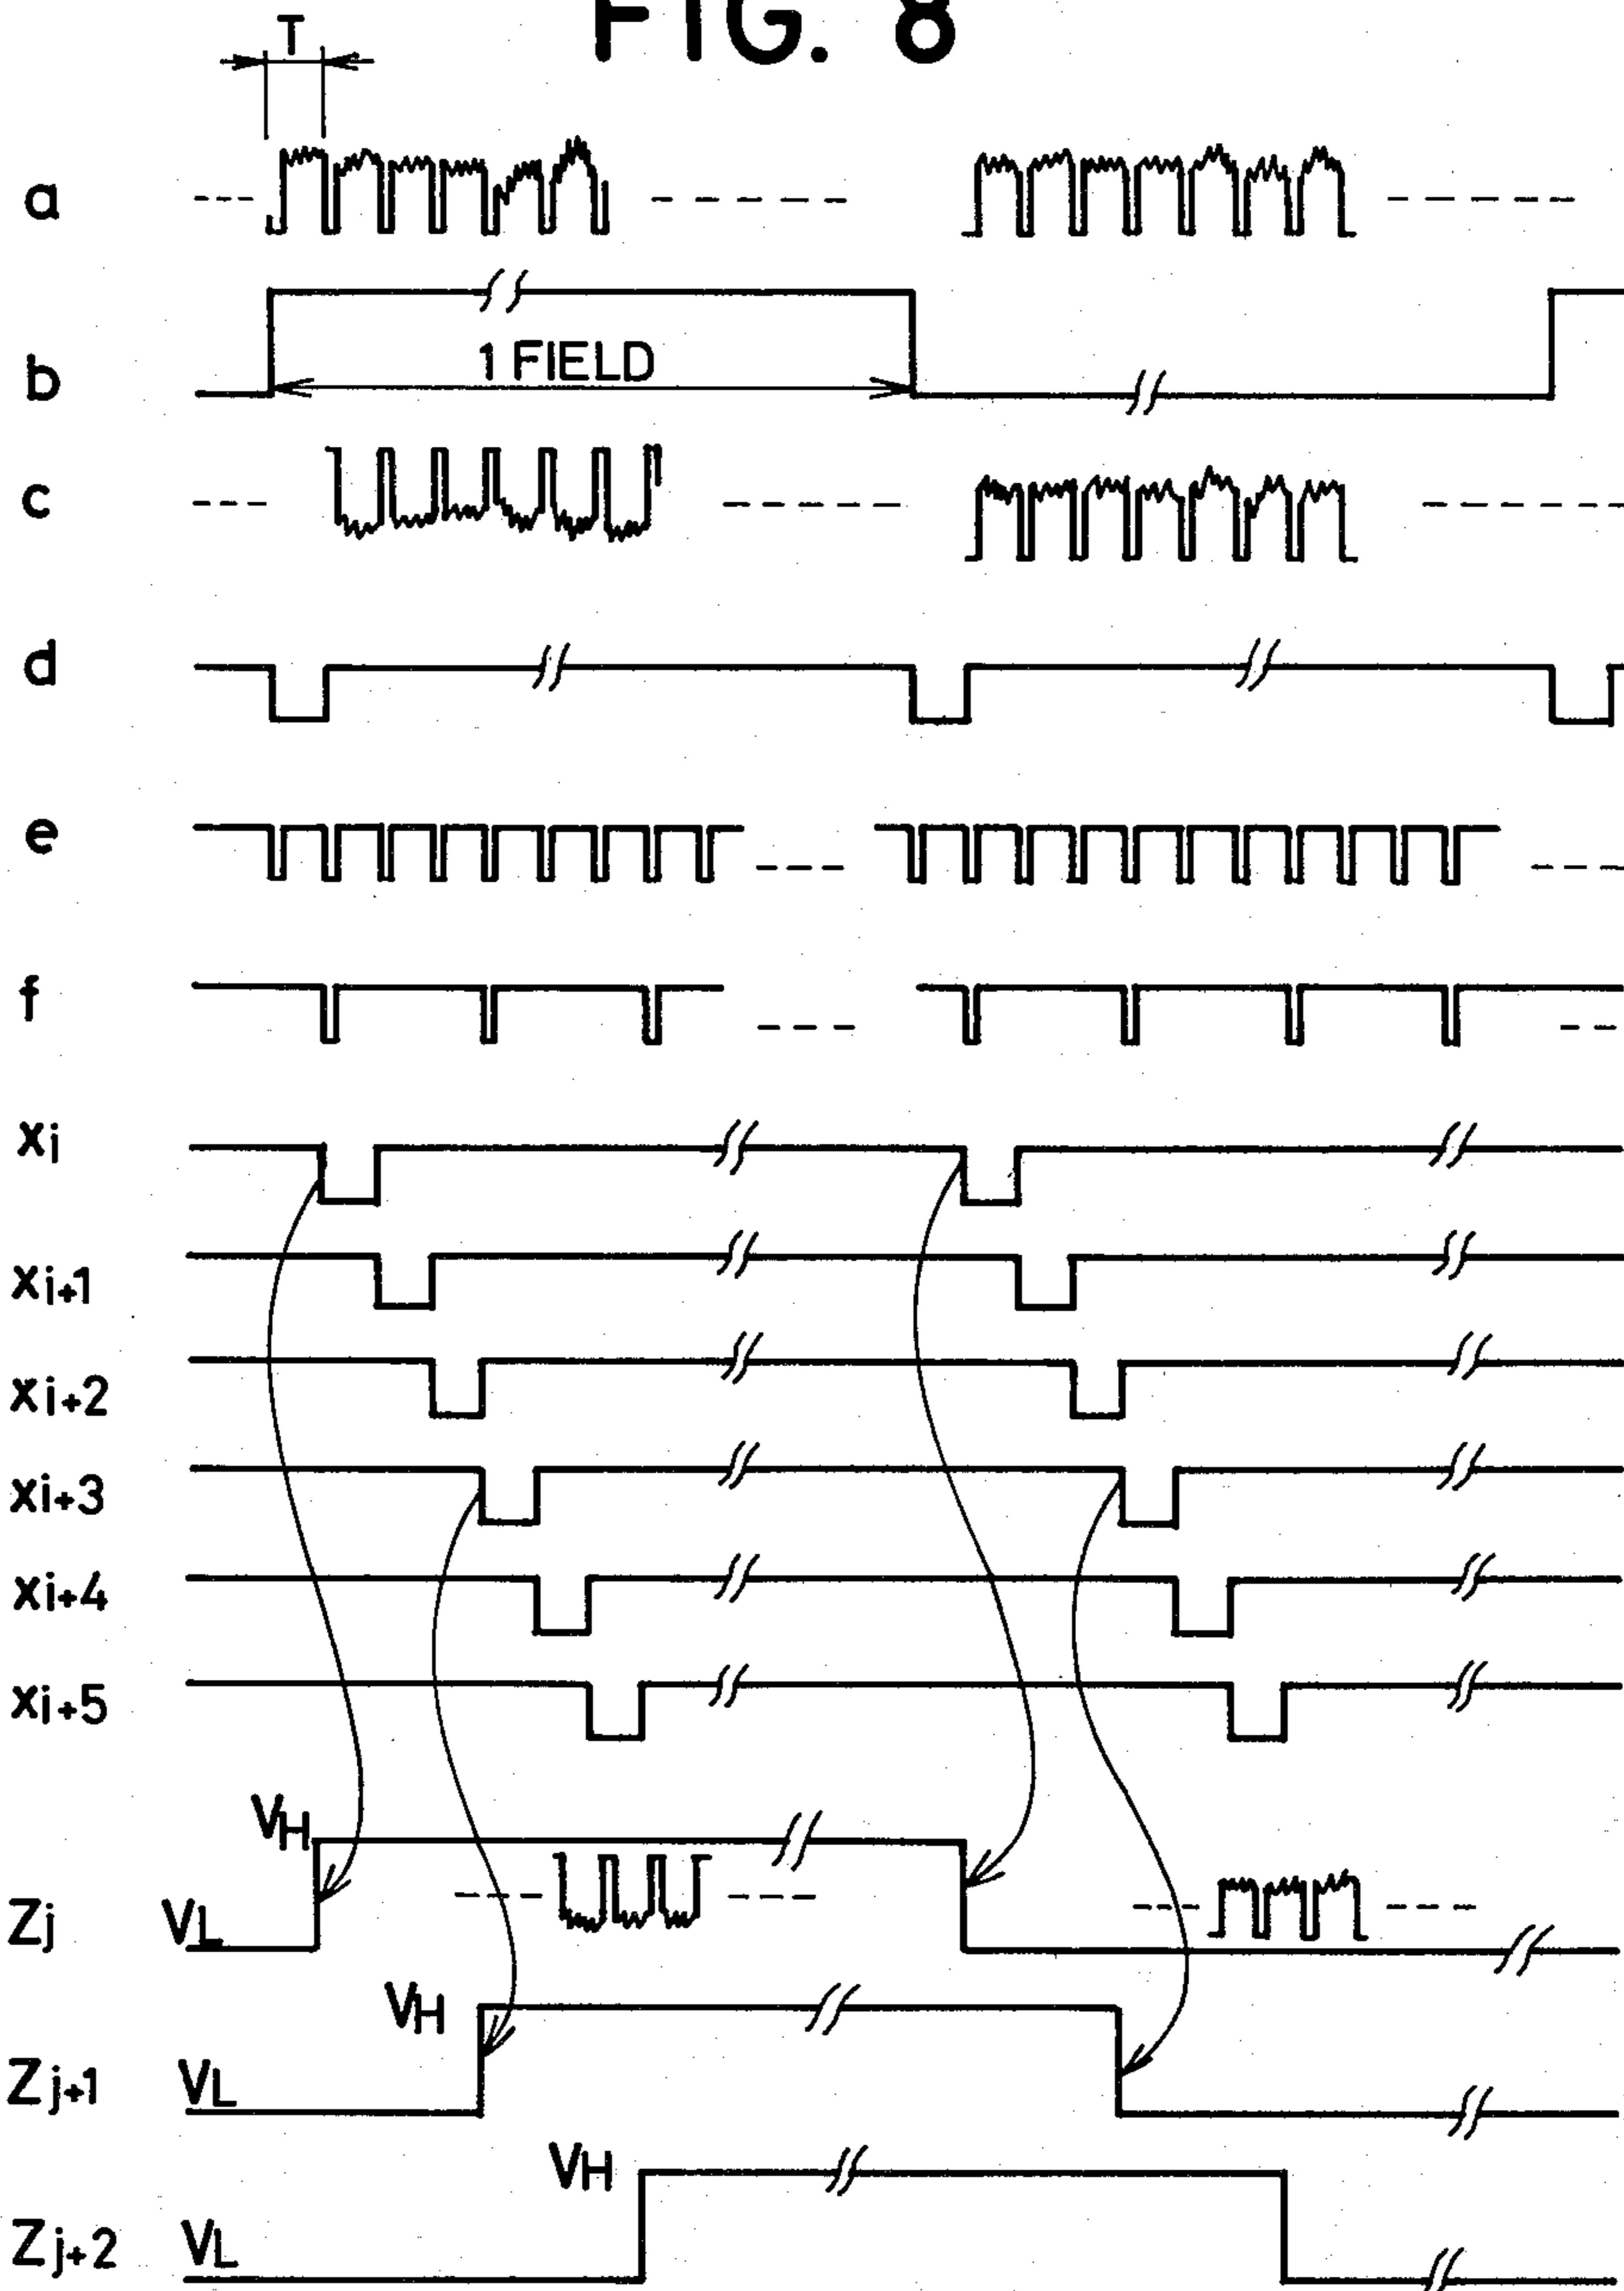 FIG. 8
T
a
b
1 FIELD
c
d
e
f
xi
xi+1
xi+2
xi+3
xi+4
xi+5
VH
Zj
VL
VH
Zj+1
VL
VH
Zj+2
VL